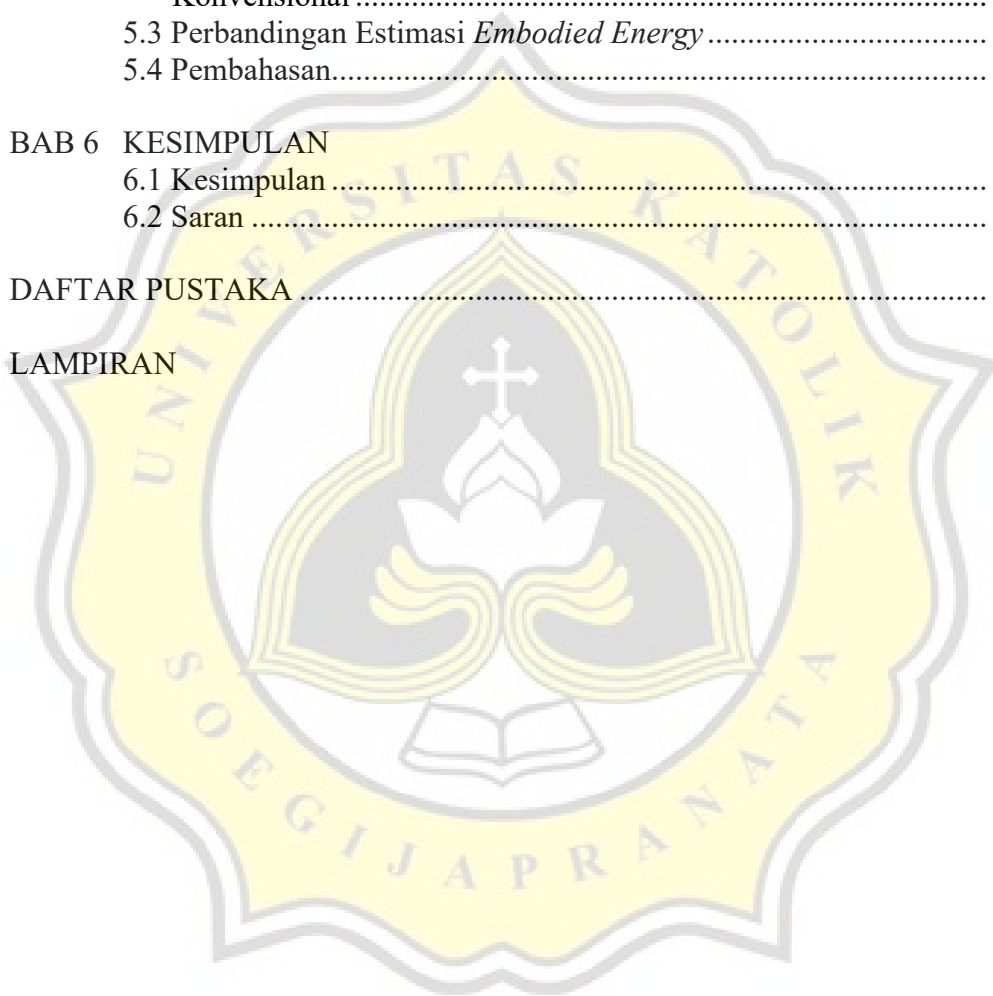 Konvensional ........................................................................
5.3 Perbandingan Estimasi Embodied Energy ...................................
5.4 Pembahasan...................................................................................
BAB 6 KESIMPULAN
6.1 Kesimpulan ..................................................................................
6.2 Saran ............................................................................................
DAFTAR PUSTAKA ......................................................................................
LAMPIRAN
UNIVERSITAS KATOLIK
SOEGIJAPRANATA